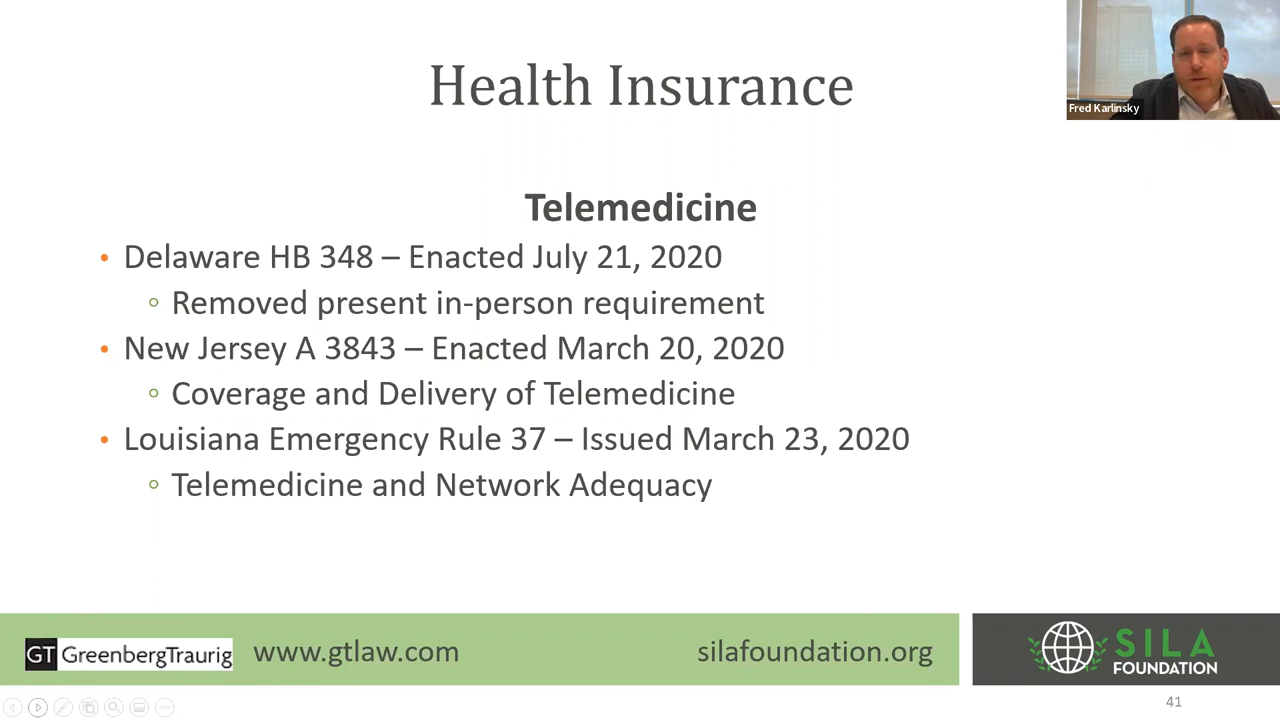 Health Insurance
Fred Karlinsky
Telemedicine
• Delaware HB 348 – Enacted July 21, 2020
◦ Removed present in-person requirement
• New Jersey A 3843 – Enacted March 20, 2020
◦ Coverage and Delivery of Telemedicine
• Louisiana Emergency Rule 37 – Issued March 23, 2020
◦ Telemedicine and Network Adequacy
GT GreenbergTraurig www.gtlaw.com silafoundation.org
SILA
FOUNDATION
41